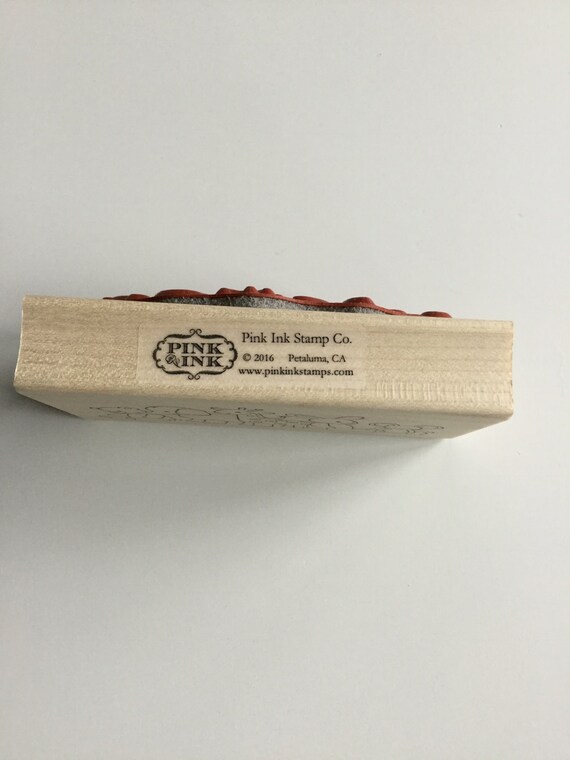 PINK
& INK
Pink Ink Stamp Co.
© 2016 Petaluma, CA
www.pinkinkstamps.com